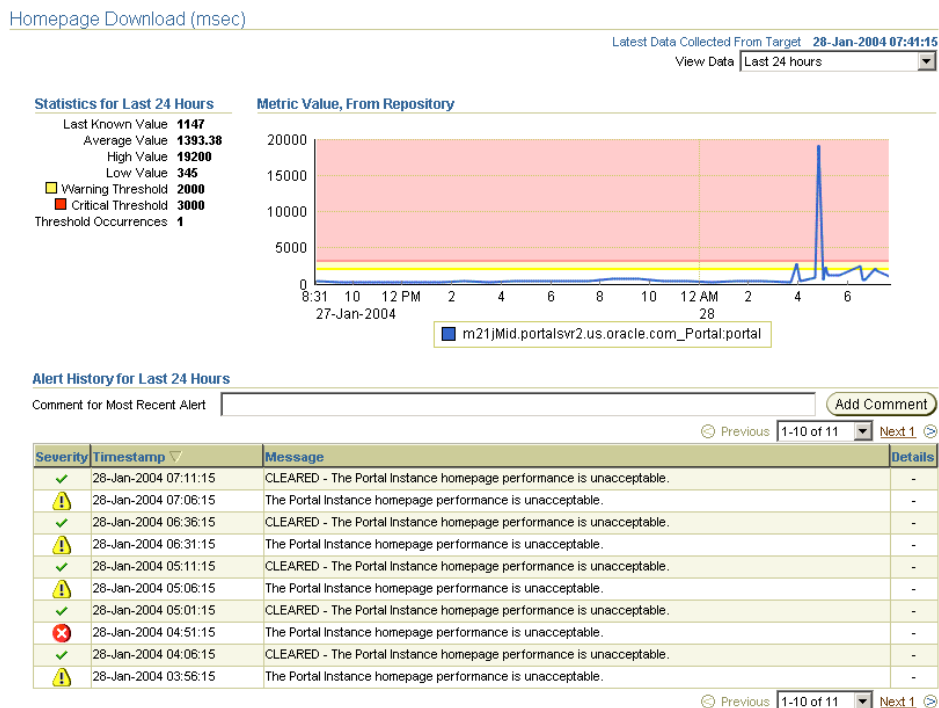 Homepage Download (msec)
Latest Data Collected From Target 28-Jan-2004 07:41:15
View Data Last 24 hours
Statistics for Last 24 Hours
Last Known Value 1147
Average Value 1393.38
High Value 19200
Low Value 345
Warning Threshold 2000
Critical Threshold 3000
Threshold Occurrences 1
Metric Value, From Repository
20000
15000
10000
5000
0
8:31 10 12 PM 2 4 6 8 10 12 AM 2 4 6
27-Jan-2004 28
m21jMid.portalsvr2.us.oracle.com_Portal:portal
Alert History for Last 24 Hours
Comment for Most Recent Alert Add Comment
Previous 1-10 of 11 Next 1
Severity Timestamp Message Details
28-Jan-2004 07:11:15 CLEARED - The Portal Instance homepage performance is unacceptable. -
28-Jan-2004 07:06:15 The Portal Instance homepage performance is unacceptable. -
28-Jan-2004 06:36:15 CLEARED - The Portal Instance homepage performance is unacceptable. -
28-Jan-2004 06:31:15 The Portal Instance homepage performance is unacceptable. -
28-Jan-2004 05:11:15 CLEARED - The Portal Instance homepage performance is unacceptable. -
28-Jan-2004 05:06:15 The Portal Instance homepage performance is unacceptable. -
28-Jan-2004 05:01:15 CLEARED - The Portal Instance homepage performance is unacceptable. -
28-Jan-2004 04:51:15 The Portal Instance homepage performance is unacceptable. -
28-Jan-2004 04:06:15 CLEARED - The Portal Instance homepage performance is unacceptable. -
28-Jan-2004 03:56:15 The Portal Instance homepage performance is unacceptable. -
Previous 1-10 of 11 Next 1